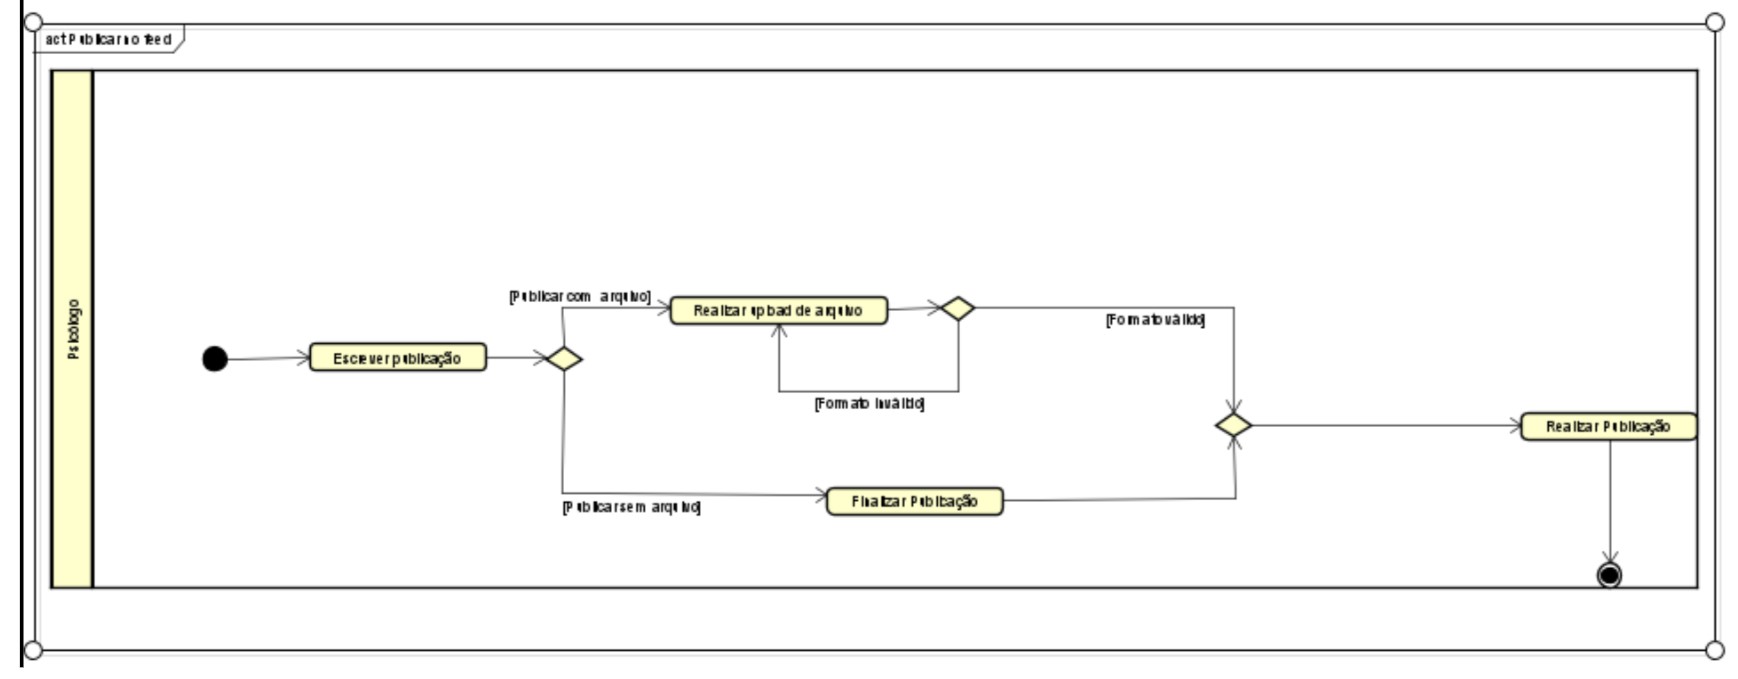 act Publicar no feed
Psicólogo
[Publicar com arquivo]
Realizar upload de arquivo
[Formato válido]
Escrever publicação
[Formato inválido]
Realizar Publicação
[Publicar sem arquivo]
Finalizar Publicação